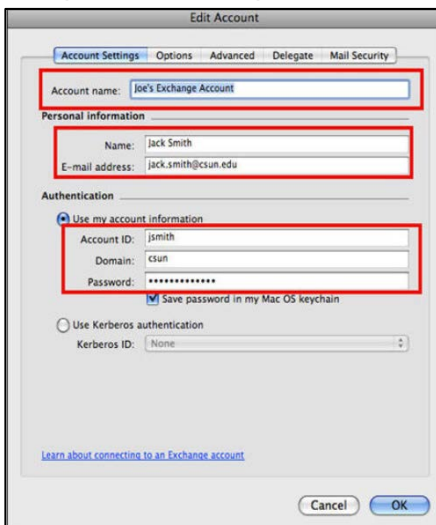 Edit Account
Account Settings Options Advanced Delegate Mail Security
Account name: Joe's Exchange Account
Personal information
Name: Jack Smith
E-mail address: jack.smith@csun.edu
Authentication
Use my account information
Account ID: jsmith
Domain: csun
Password: •••••••••••••
Save password in my Mac OS keychain
Use Kerberos authentication
Kerberos ID: None
Learn about connecting to an Exchange account
Cancel OK